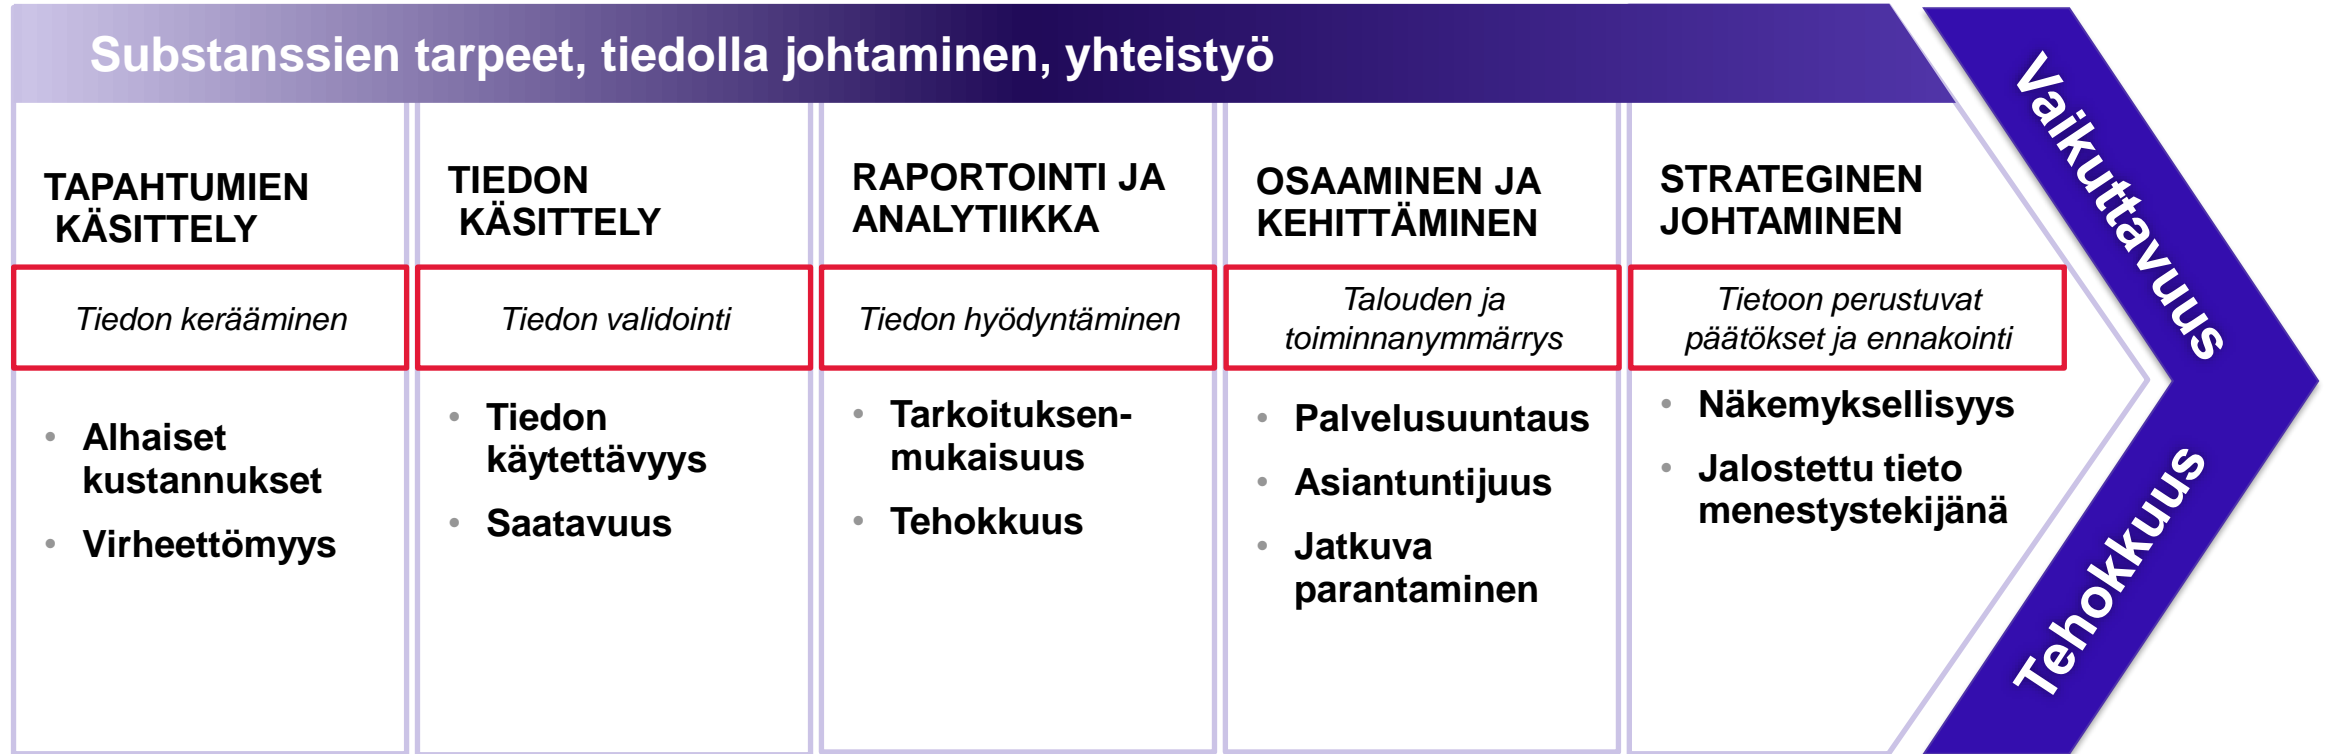 Substanssien tarpeet, tiedolla johtaminen, yhteistyö
TAPAHTUMIEN
KÄSITTELY
Tiedon kerääminen
• Alhaiset
kustannukset
• Virheettömyys
TIEDON
KÄSITTELY
Tiedon validointi
• Tiedon
käytettävyys
• Saatavuus
RAPORTOINTI JA
ANALYTIIKKA
Tiedon hyödyntäminen
• Tarkoituksen-
mukaisuus
• Tehokkuus
OSAAMINEN JA
KEHITTÄMINEN
Talouden ja
toiminnanymmärrys
• Palvelusuuntaus
• Asiantuntijuus
• Jatkuva
parantaminen
STRATEGINEN
JOHTAMINEN
Tietoon perustuvat
päätökset ja ennakointi
• Näkemyksellisyys
• Jalostettu tieto
menestystekijänä
Vaikuttavuus
Tehokkuus